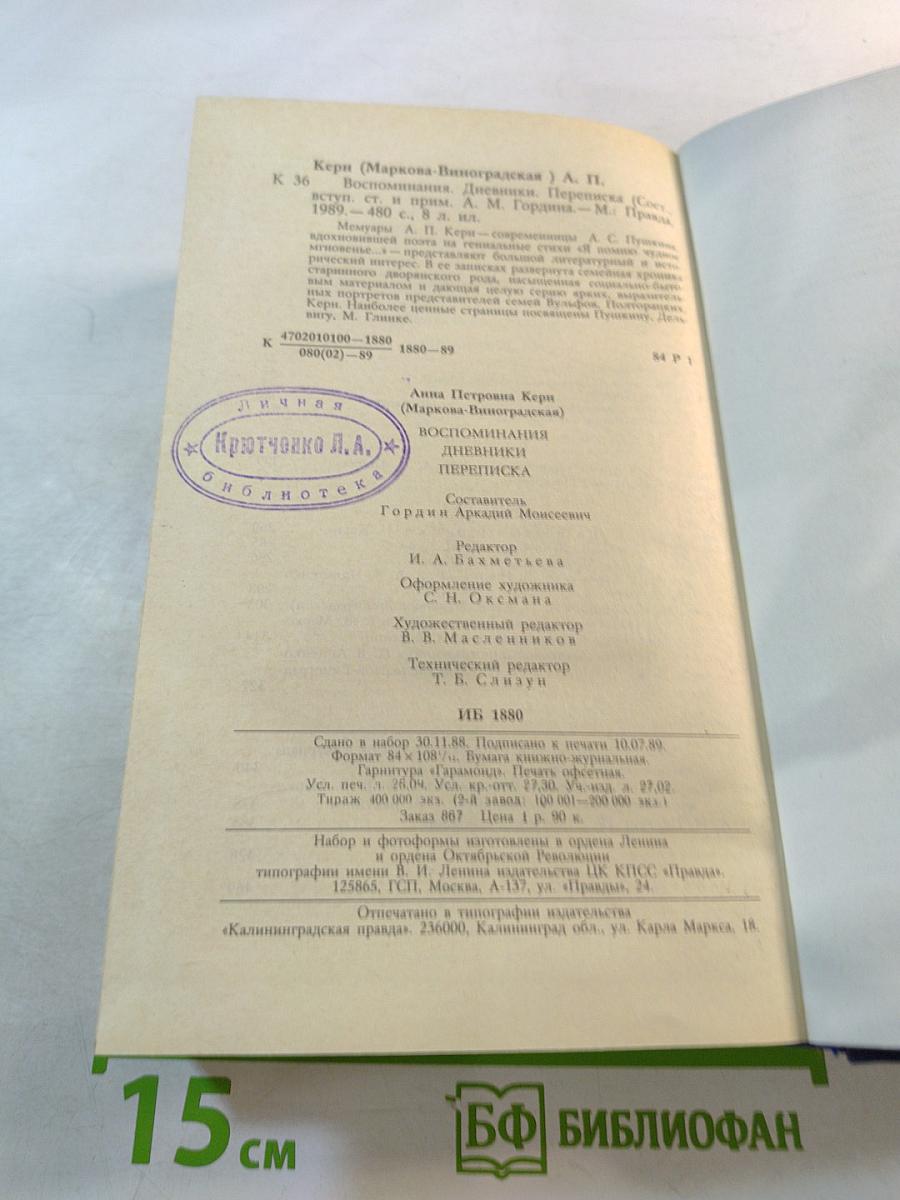 Керн (Маркова-Виноградская ) А. П.
К 36 Воспоминания. Дневники. Переписка (Сост.,
вступ. ст. и прим. А. М. Гордина.— М.: Правда,
1989.— 480 с., 8 л. ил.
Мемуары А. П. Керн — современницы А. С. Пушкина,
вдохновившей поэта на гениальные стихи «Я помню чудное
мгновенье...» — представляют большой литературный и исто-
рический интерес. В ее записках развернута семейная хроника
старинного дворянского рода, насыщенная социально-быто-
вым материалом и дающая целую серию ярких, выразитель-
ных портретов представителей семей Вульфов, Полторацких,
Керн. Наиболее ценные страницы посвящены Пушкину, Дель-
вигу, М. Глинке.
К 4702010100—1880
080(02)—89 1880—89
84 Р 1
Анна Петровна Керн
(Маркова-Виноградская)
ВОСПОМИНАНИЯ
ДНЕВНИКИ
ПЕРЕПИСКА
Личная
Крютченко Л.А.
библиотека
Составитель
Гордин Аркадий Моисеевич
Редактор
И. А. Бахметьева
Оформление художника
С. Н. Оксмана
Художественный редактор
В. В. Масленников
Технический редактор
Т. Б. Слизун
ИБ 1880
Сдано в набор 30.11.88. Подписано к печати 10.07.89.
Формат 84×108¹/₃₂. Бумага книжно-журнальная.
Гарнитура «Гарамонд». Печать офсетная.
Усл. печ. л. 26,04. Усл. кр.-отт. 27,30. Уч.-изд. л. 27,02.
Тираж 400 000 экз. (2-й завод: 100 001—200 000 экз.)
Заказ 867 Цена 1 р. 90 к.
Набор и фотоформы изготовлены в ордена Ленина
и ордена Октябрьской Революции
типографии имени В. И. Ленина издательства ЦК КПСС «Правда».
125865, ГСП, Москва, А-137, ул. «Правды», 24.
Отпечатано в типографии издательства
«Калининградская правда». 236000, Калининград обл., ул. Карла Маркса, 18.
15 см
БФ БИБЛИОФАН